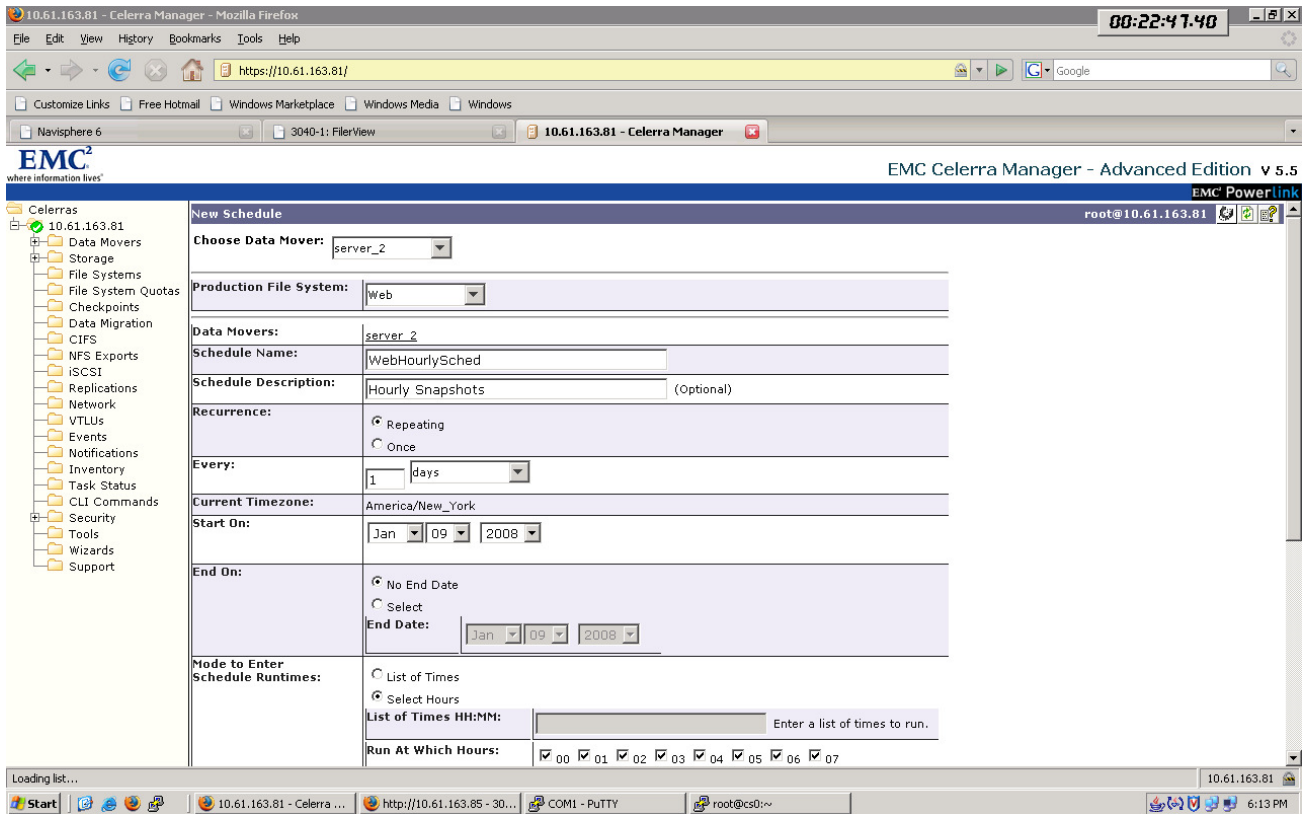 10.61.163.81 - Celerra Manager - Mozilla Firefox
00:22:47.40
File Edit View History Bookmarks Tools Help
https://10.61.163.81/
G Google
Customize Links Free Hotmail Windows Marketplace Windows Media Windows
Navisphere 6 3040-1: FilerView 10.61.163.81 - Celerra Manager
EMC²
where information lives®
EMC Celerra Manager - Advanced Edition v 5.5
EMC® Powerlink
Celerras
10.61.163.81
Data Movers
Storage
File Systems
File System Quotas
Checkpoints
Data Migration
CIFS
NFS Exports
iSCSI
Replications
Network
VTLUs
Events
Notifications
Inventory
Task Status
CLI Commands
Security
Tools
Wizards
Support
New Schedule root@10.61.163.81
Choose Data Mover: server_2
Production File System: Web
Data Movers: server_2
Schedule Name: WebHourlySched
Schedule Description: Hourly Snapshots (Optional)
Recurrence:
Repeating
Once
Every: 1 days
Current Timezone: America/New_York
Start On: Jan 09 2008
End On:
No End Date
Select
End Date: Jan 09 2008
Mode to Enter
Schedule Runtimes:
List of Times
Select Hours
List of Times HH:MM: Enter a list of times to run.
Run At Which Hours: 00 01 02 03 04 05 06 07
Loading list... 10.61.163.81
Start 10.61.163.81 - Celerra ... http://10.61.163.85 - 30... COM1 - PuTTY root@cs0:~ 6:13 PM